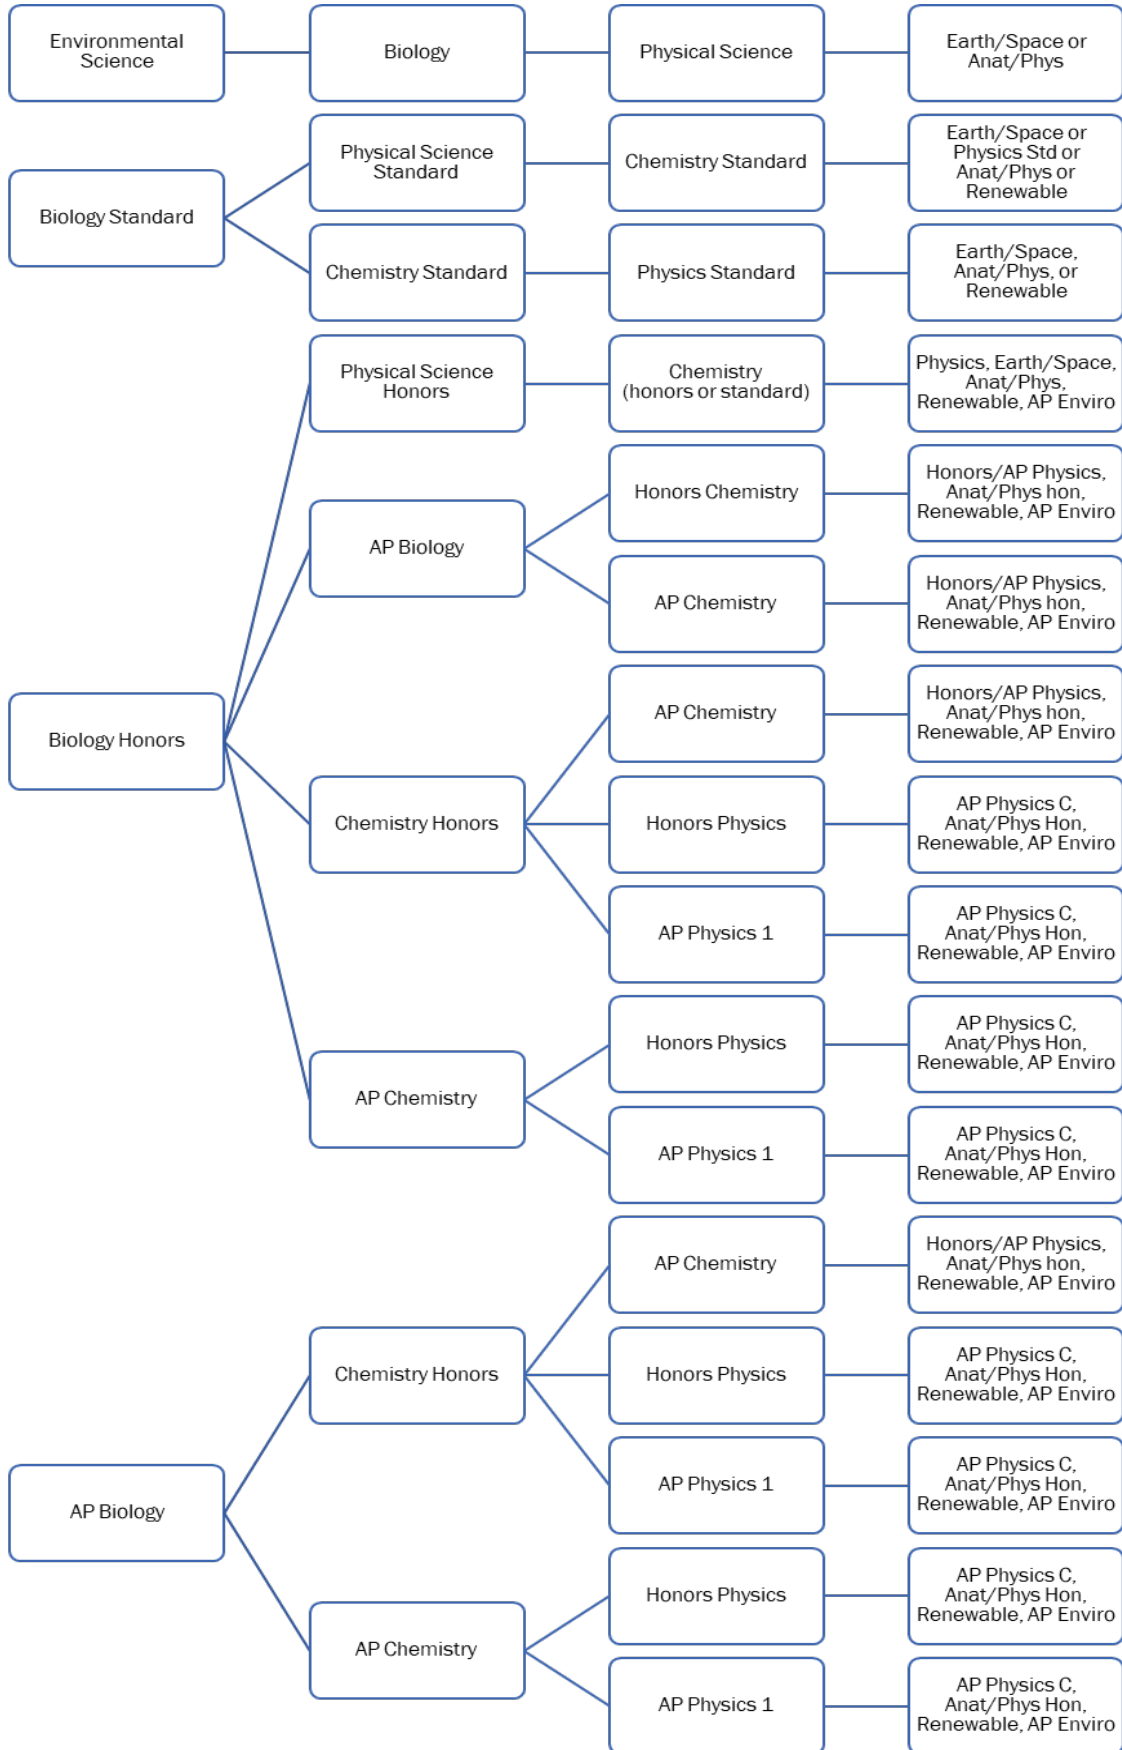 Environmental
Science
Biology
Physical Science
Earth/Space or
Anat/Phys
Biology Standard
Physical Science
Standard
Chemistry Standard
Earth/Space or
Physics Std or
Anat/Phys or
Renewable
Chemistry Standard
Physics Standard
Earth/Space,
Anat/Phys, or
Renewable
Biology Honors
Physical Science
Honors
Chemistry
(honors or standard)
Physics, Earth/Space,
Anat/Phys,
Renewable, AP Enviro
AP Biology
Honors Chemistry
Honors/AP Physics,
Anat/Phys hon,
Renewable, AP Enviro
AP Chemistry
Honors/AP Physics,
Anat/Phys hon,
Renewable, AP Enviro
Chemistry Honors
AP Chemistry
Honors/AP Physics,
Anat/Phys hon,
Renewable, AP Enviro
Honors Physics
AP Physics C,
Anat/Phys Hon,
Renewable, AP Enviro
AP Physics 1
AP Physics C,
Anat/Phys Hon,
Renewable, AP Enviro
AP Chemistry
Honors Physics
AP Physics C,
Anat/Phys Hon,
Renewable, AP Enviro
AP Physics 1
AP Physics C,
Anat/Phys Hon,
Renewable, AP Enviro
AP Biology
Chemistry Honors
AP Chemistry
Honors/AP Physics,
Anat/Phys hon,
Renewable, AP Enviro
Honors Physics
AP Physics C,
Anat/Phys Hon,
Renewable, AP Enviro
AP Physics 1
AP Physics C,
Anat/Phys Hon,
Renewable, AP Enviro
AP Chemistry
Honors Physics
AP Physics C,
Anat/Phys Hon,
Renewable, AP Enviro
AP Physics 1
AP Physics C,
Anat/Phys Hon,
Renewable, AP Enviro